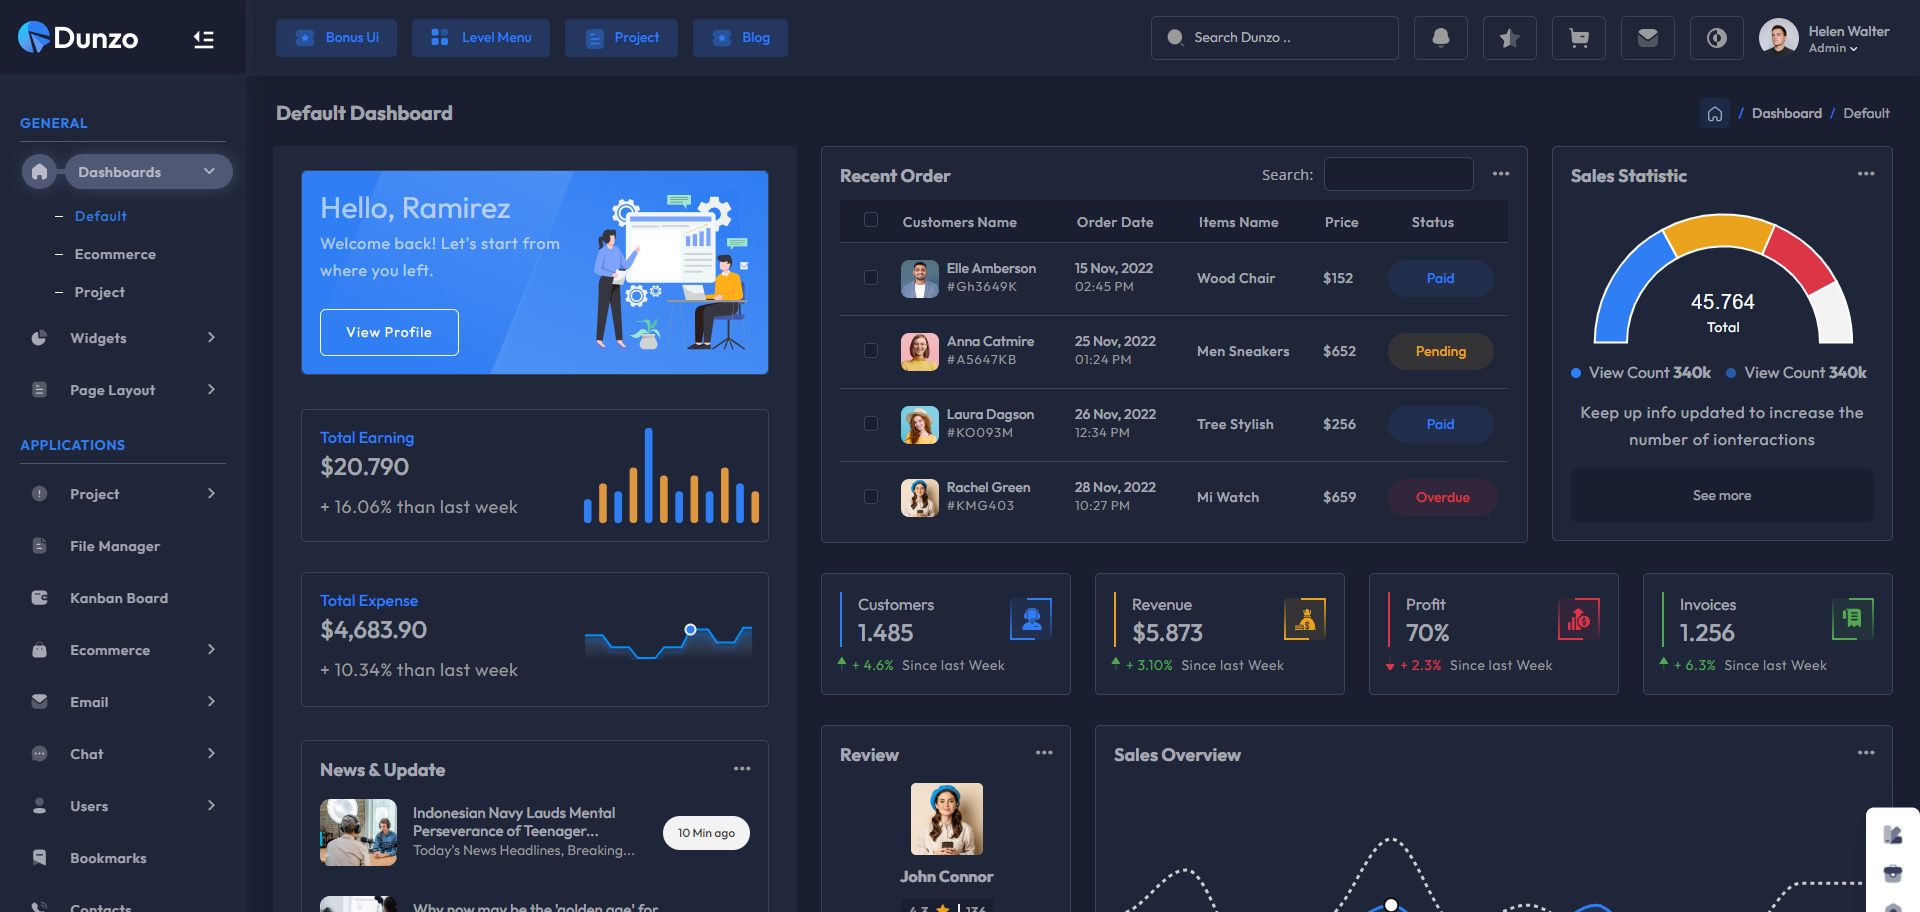 Dunzo
Bonus Ui
Level Menu
Project
Blog
Search Dunzo ..
Helen Walter
Admin
GENERAL
Dashboards
Default
Ecommerce
Project
Widgets
Page Layout
APPLICATIONS
Project
File Manager
Kanban Board
Ecommerce
Email
Chat
Users
Bookmarks
Contacts
Default Dashboard
/ Dashboard / Default
Hello, Ramirez
Welcome back! Let's start from
where you left.
View Profile
Total Earning
$20.790
+ 16.06% than last week
Total Expense
$4,683.90
+ 10.34% than last week
News & Update
Indonesian Navy Lauds Mental
Perseverance of Teenager...
Today's News Headlines, Breaking...
10 Min ago
Why now may be the 'golden age' for
Recent Order
Search:
Customers Name Order Date Items Name Price Status
Elle Amberson 15 Nov, 2022 Wood Chair $152 Paid
#Gh3649K 02:45 PM
Anna Catmire 25 Nov, 2022 Men Sneakers $652 Pending
#A5647KB 01:24 PM
Laura Dagson 26 Nov, 2022 Tree Stylish $256 Paid
#KO093M 12:34 PM
Rachel Green 28 Nov, 2022 Mi Watch $659 Overdue
#KMG403 10:27 PM
Sales Statistic
45.764
Total
View Count 340k View Count 340k
Keep up info updated to increase the
number of ionteractions
See more
Customers
1.485
+ 4.6% Since last Week
Revenue
$5.873
+ 3.10% Since last Week
Profit
70%
+ 2.3% Since last Week
Invoices
1.256
+ 6.3% Since last Week
Review
John Connor
4.3 136
Sales Overview